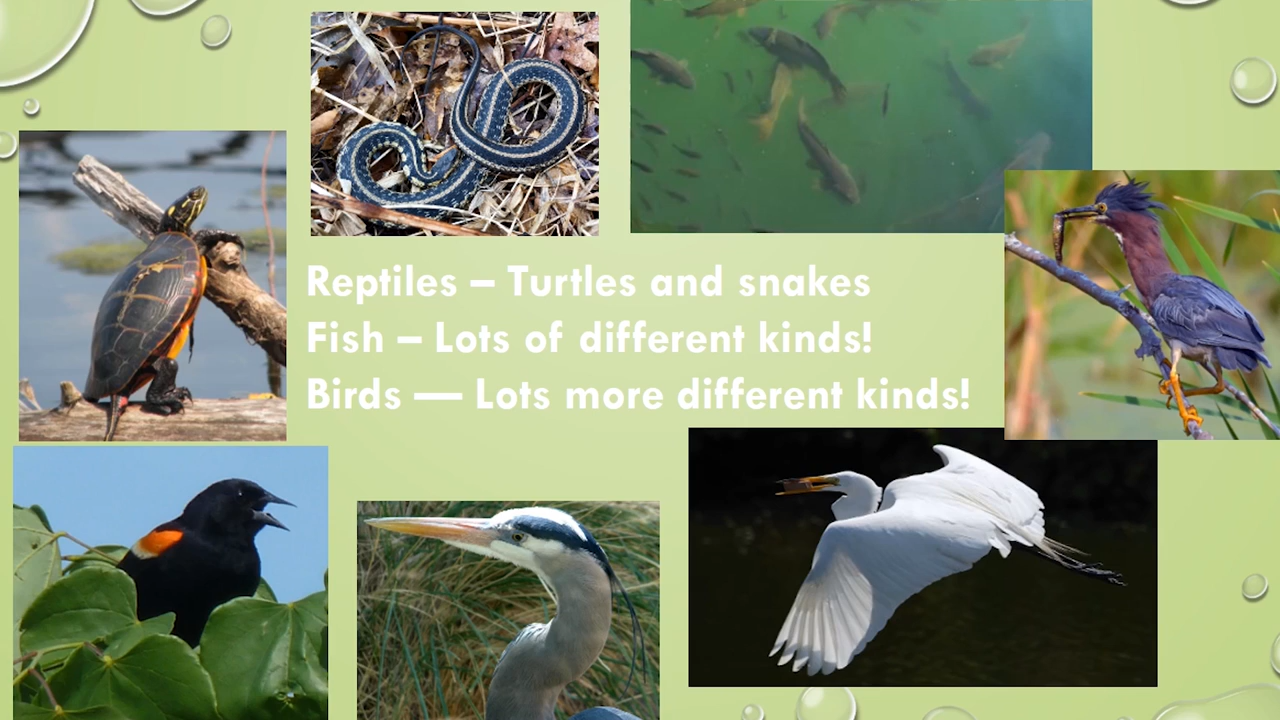 Reptiles – Turtles and snakes
Fish – Lots of different kinds!
Birds –– Lots more different kinds!